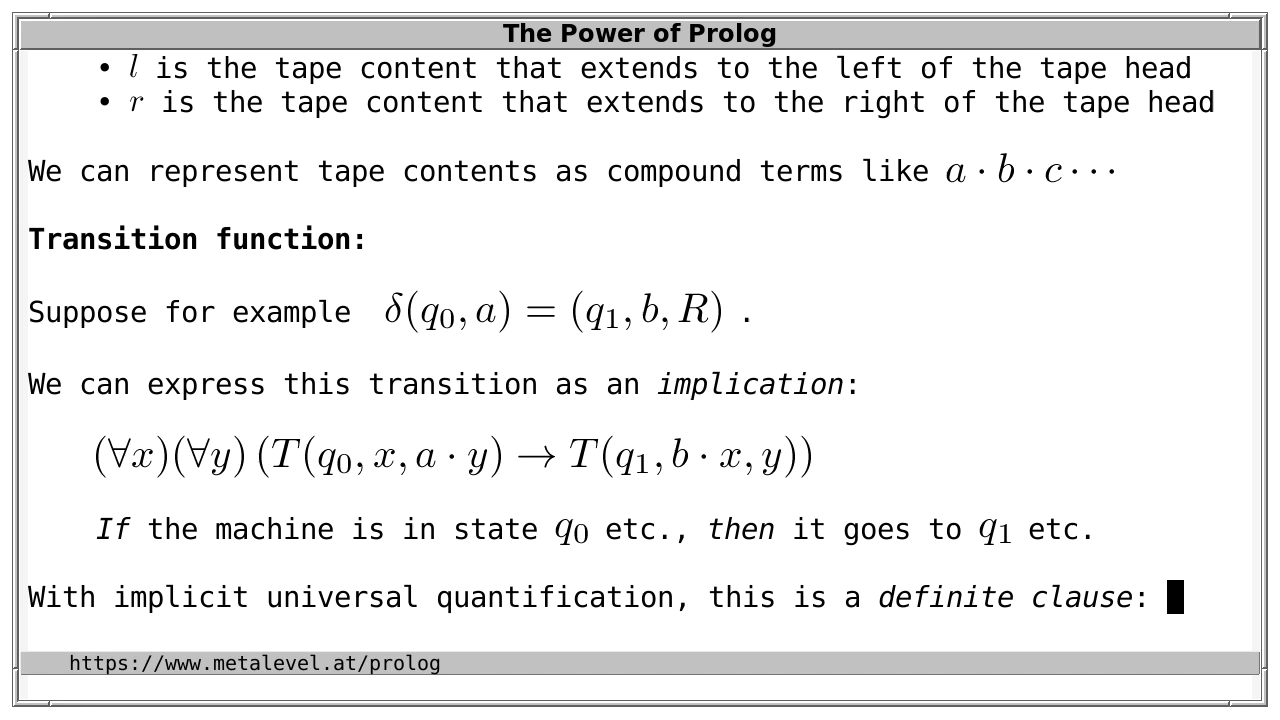 The Power of Prolog
• l is the tape content that extends to the left of the tape head
• r is the tape content that extends to the right of the tape head
We can represent tape contents as compound terms like a · b · c · · ·
Transition function:
Suppose for example δ(q₀, a) = (q₁, b, R) .
We can express this transition as an implication:
(∀x)(∀y) (T(q₀, x, a · y) → T(q₁, b · x, y))
If the machine is in state q₀ etc., then it goes to q₁ etc.
With implicit universal quantification, this is a definite clause:
https://www.metalevel.at/prolog